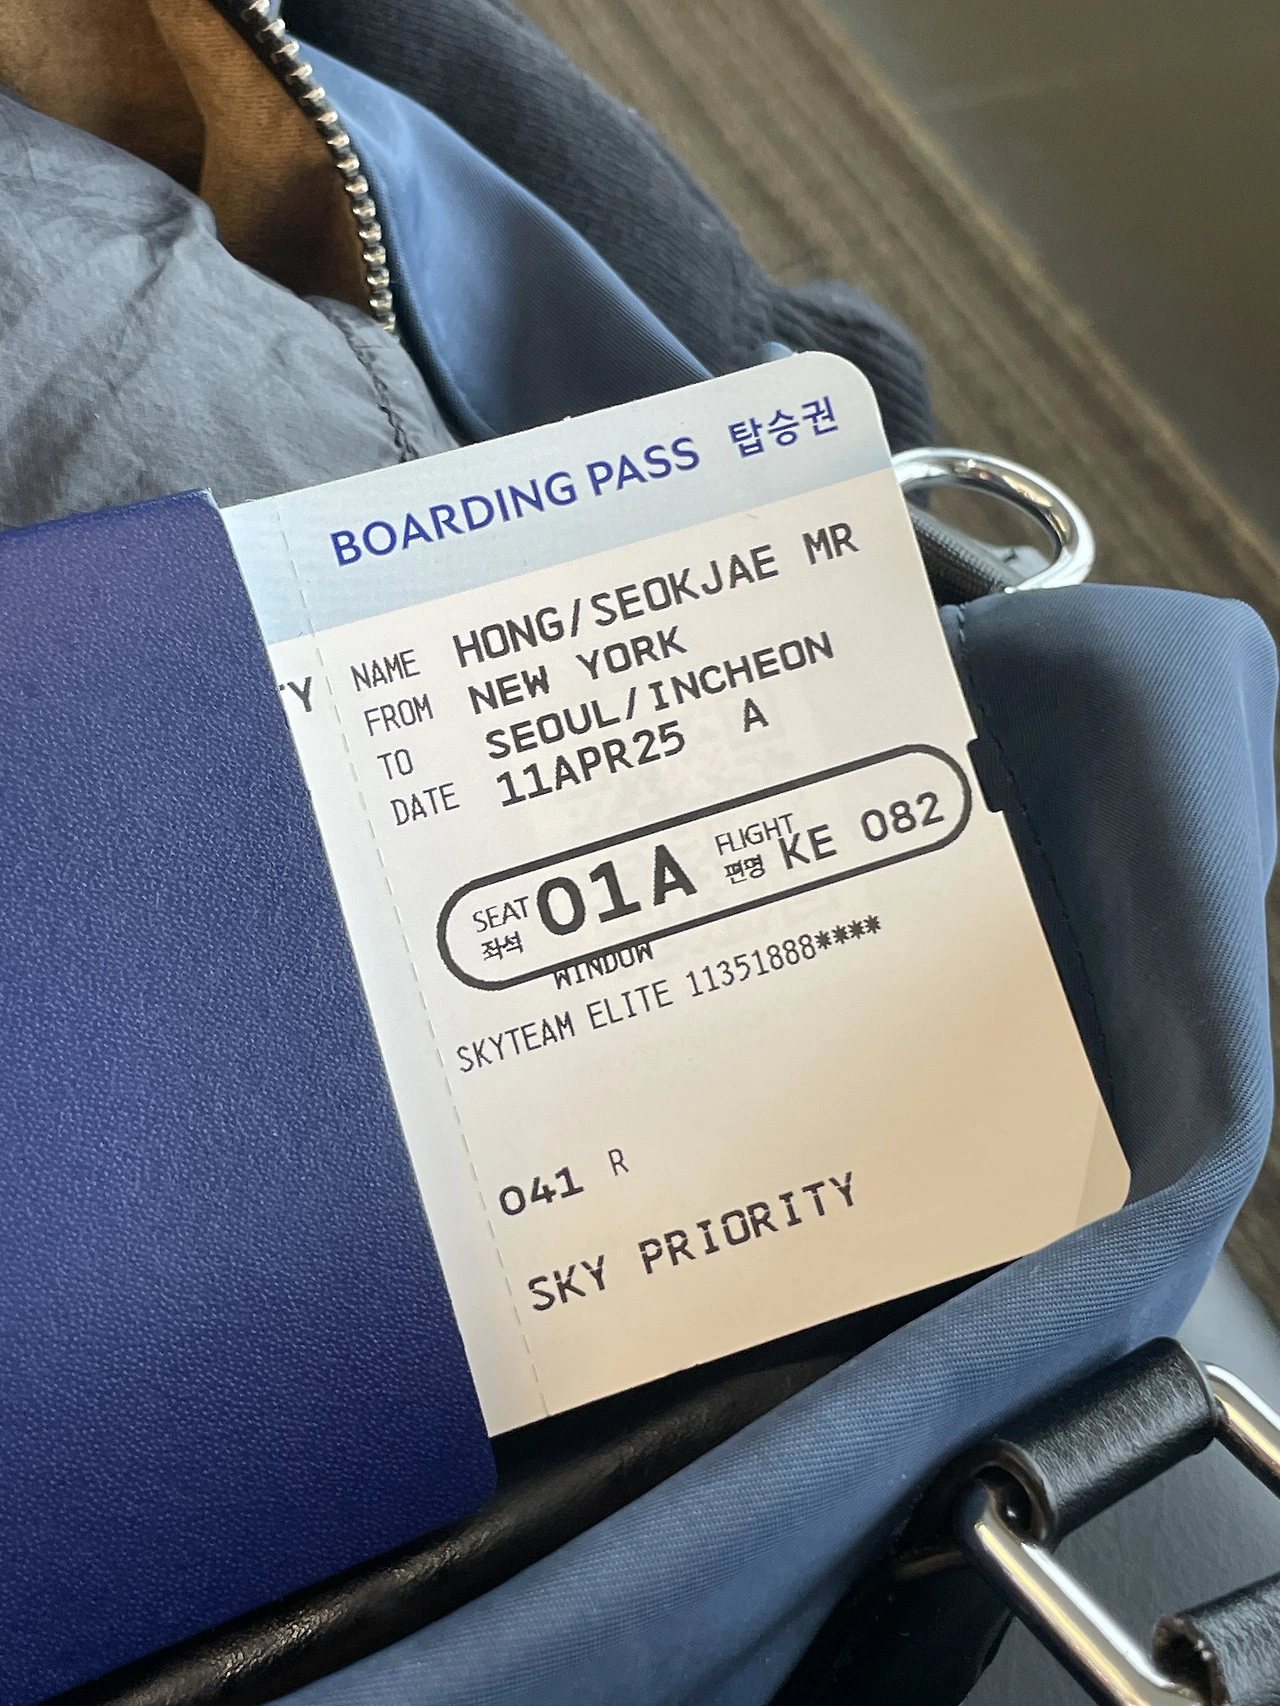 BOARDING PASS 탑승권
TY
NAME HONG/SEOKJAE MR
FROM NEW YORK
TO SEOUL/INCHEON
DATE 11APR25 A
SEAT 좌석 01A FLIGHT 편명 KE 082
WINDOW
SKYTEAM ELITE 11351888****
041 R
SKY PRIORITY